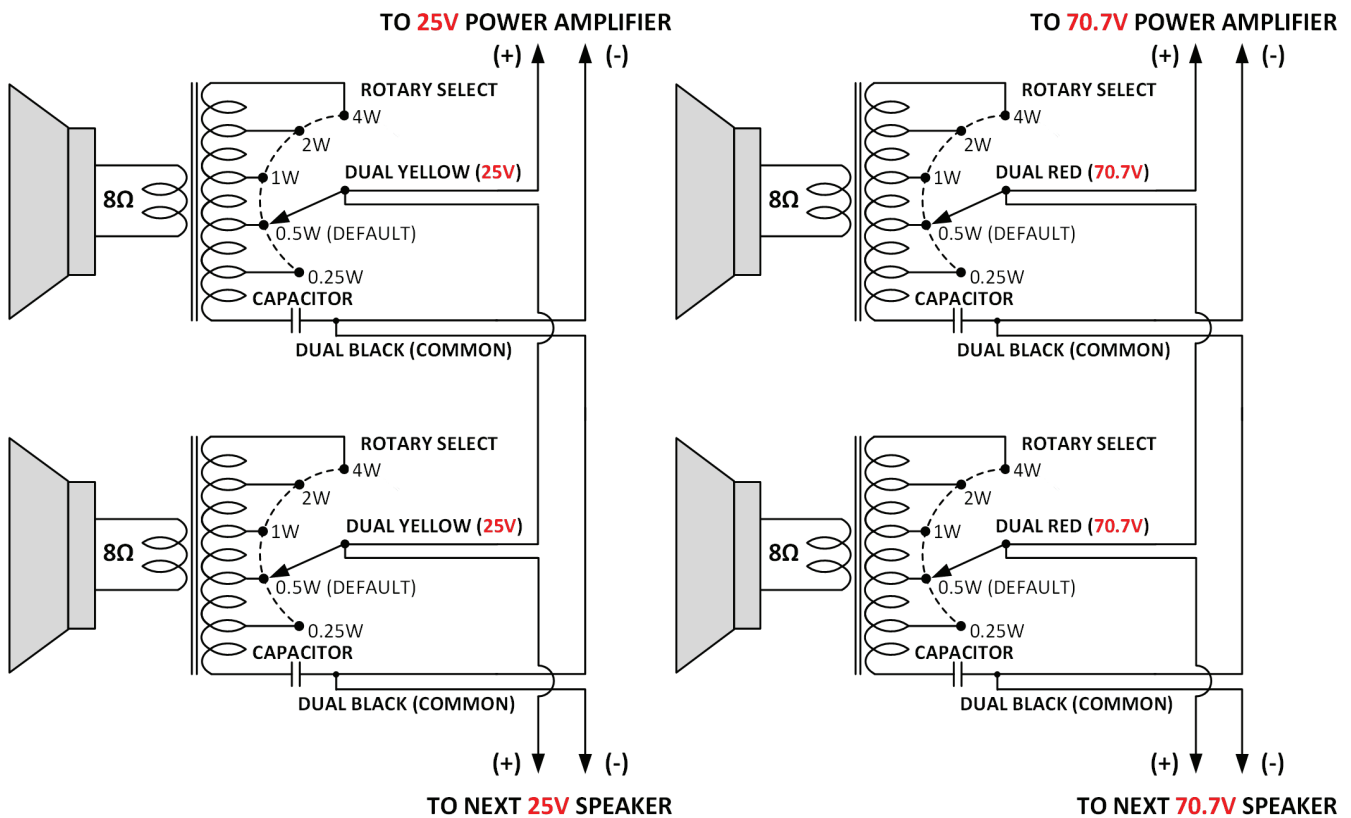 TO 25V POWER AMPLIFIER
(+) (-)
ROTARY SELECT
4W
2W
1W
DUAL YELLOW (25V)
8Ω
0.5W (DEFAULT)
0.25W
CAPACITOR
DUAL BLACK (COMMON)
ROTARY SELECT
4W
2W
1W
DUAL YELLOW (25V)
8Ω
0.5W (DEFAULT)
0.25W
CAPACITOR
DUAL BLACK (COMMON)
(+) (-)
TO NEXT 25V SPEAKER
TO 70.7V POWER AMPLIFIER
(+) (-)
ROTARY SELECT
4W
2W
1W
DUAL RED (70.7V)
8Ω
0.5W (DEFAULT)
0.25W
CAPACITOR
DUAL BLACK (COMMON)
ROTARY SELECT
4W
2W
1W
DUAL RED (70.7V)
8Ω
0.5W (DEFAULT)
0.25W
CAPACITOR
DUAL BLACK (COMMON)
(+) (-)
TO NEXT 70.7V SPEAKER